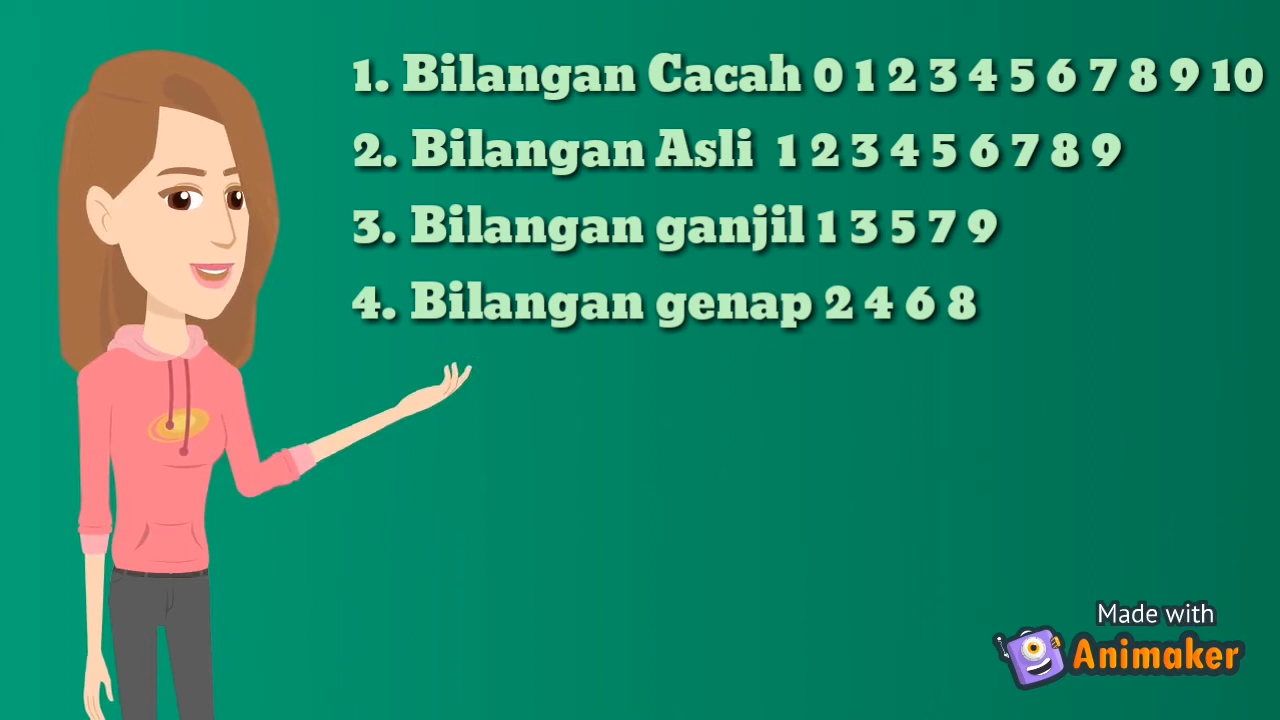 1. Bilangan Cacah 0 1 2 3 4 5 6 7 8 9 10
2. Bilangan Asli 1 2 3 4 5 6 7 8 9
3. Bilangan ganjil 1 3 5 7 9
4. Bilangan genap 2 4 6 8
Made with
Animaker